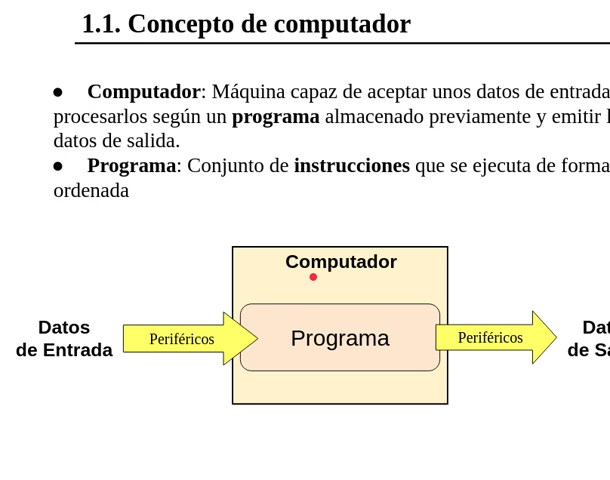 1.1. Concepto de computador
● Computador: Máquina capaz de aceptar unos datos de entrada
procesarlos según un programa almacenado previamente y emitir
datos de salida.
● Programa: Conjunto de instrucciones que se ejecuta de forma
ordenada
Computador
Datos
de Entrada
Periféricos
Programa
Periféricos
de